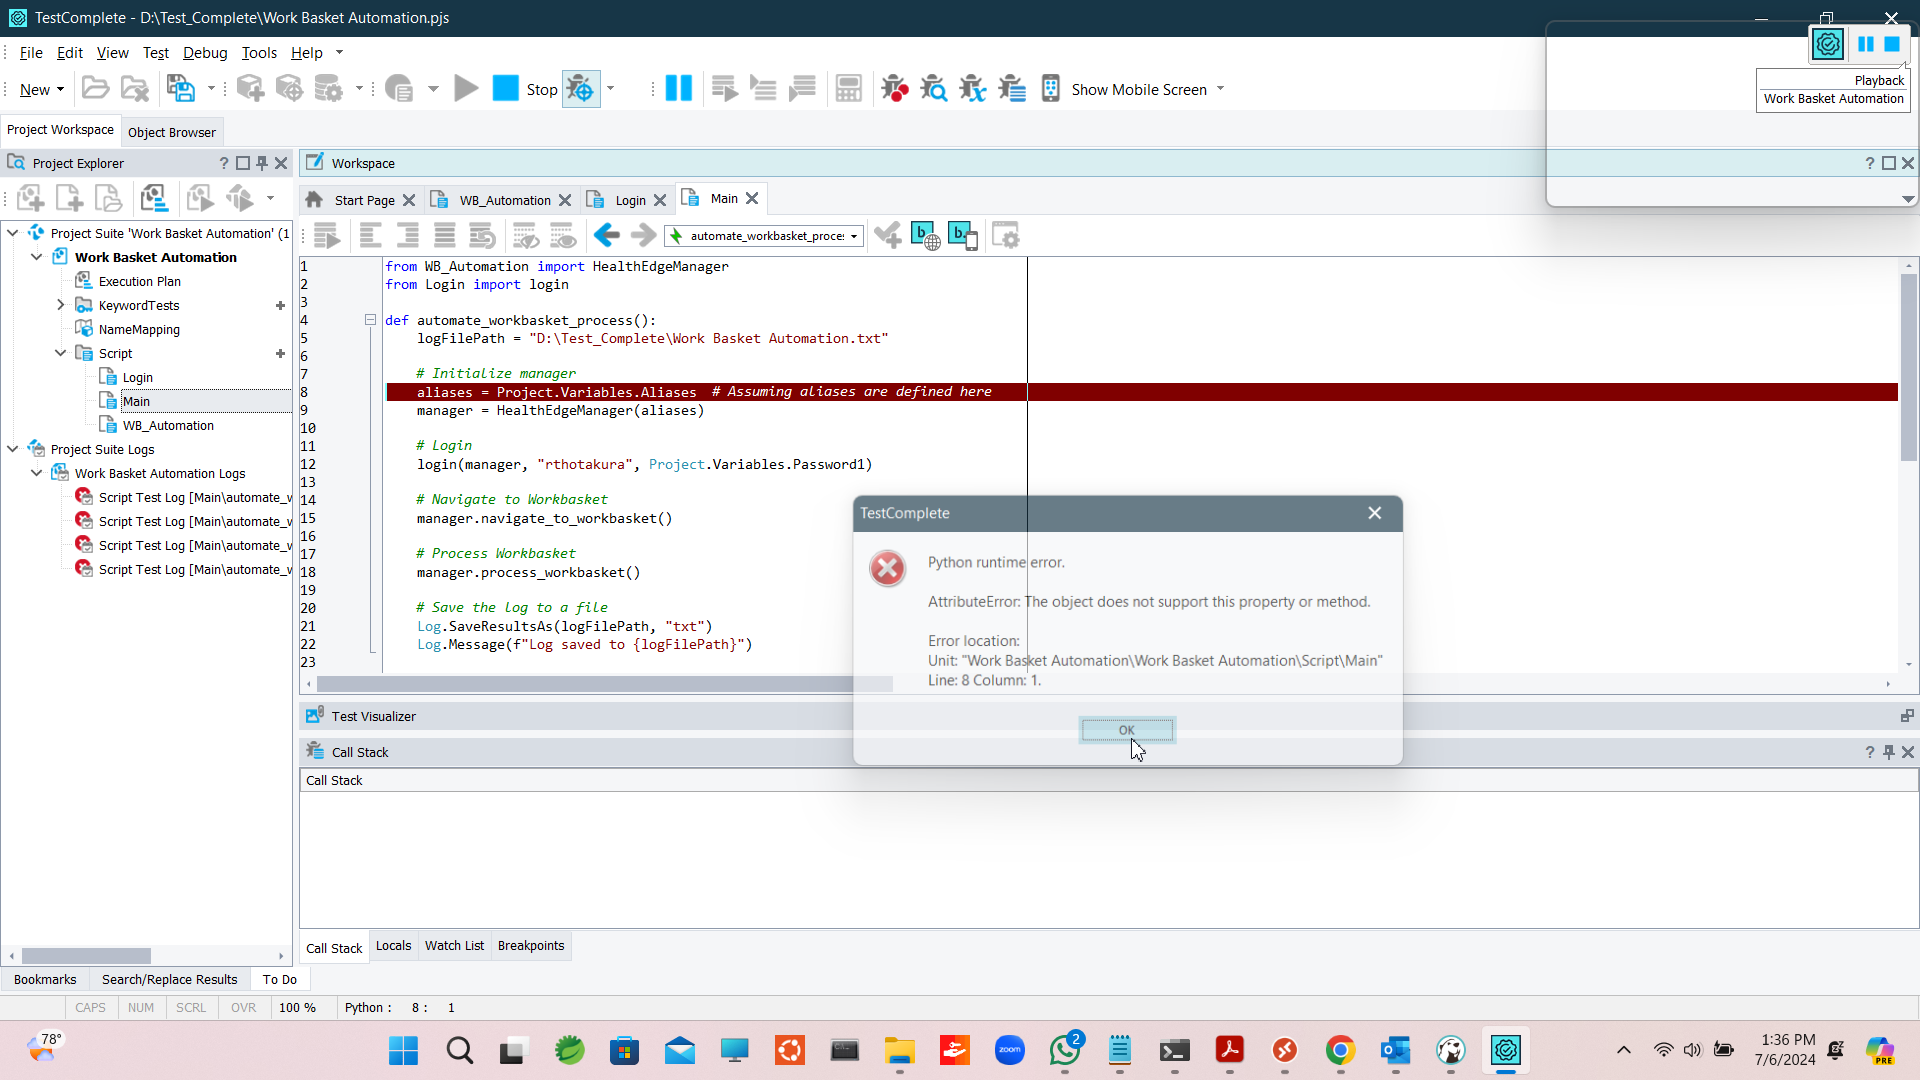 TestComplete - D:\Test_Complete\Work Basket Automation.pjs
File Edit View Test Debug Tools Help
New
Stop
Show Mobile Screen
Playback
Work Basket Automation
Project Workspace
Object Browser
Project Explorer
?
Workspace
?
Start Page
WB_Automation
Login
Main
automate_workbasket_proce
b
b.
Project Suite 'Work Basket Automation' (1
Work Basket Automation
Execution Plan
KeywordTests
NameMapping
Script
Login
Main
WB_Automation
Project Suite Logs
Work Basket Automation Logs
Script Test Log [Main\automate_w
Script Test Log [Main\automate_w
Script Test Log [Main\automate_w
Script Test Log [Main\automate_w
1 from WB_Automation import HealthEdgeManager
2 from Login import login
3
4 def automate_workbasket_process():
5 logFilePath = "D:\Test_Complete\Work Basket Automation.txt"
6
7 # Initialize manager
8 aliases = Project.Variables.Aliases # Assuming aliases are defined here
9 manager = HealthEdgeManager(aliases)
10
11 # Login
12 login(manager, "rthotakura", Project.Variables.Password1)
13
14 # Navigate to Workbasket
15 manager.navigate_to_workbasket()
16
17 # Process Workbasket
18 manager.process_workbasket()
19
20 # Save the log to a file
21 Log.SaveResultsAs(logFilePath, "txt")
22 Log.Message(f"Log saved to {logFilePath}")
23
TestComplete
Python runtime error.
AttributeError: The object does not support this property or method.
Error location:
Unit: "Work Basket Automation\Work Basket Automation\Script\Main"
Line: 8 Column: 1.
OK
Test Visualizer
Call Stack
?
Call Stack
Call Stack
Locals
Watch List
Breakpoints
Bookmarks
Search/Replace Results
To Do
CAPS NUM SCRL OVR 100 % Python : 8 : 1
78°
zoom
2
1:36 PM
7/6/2024
PRE